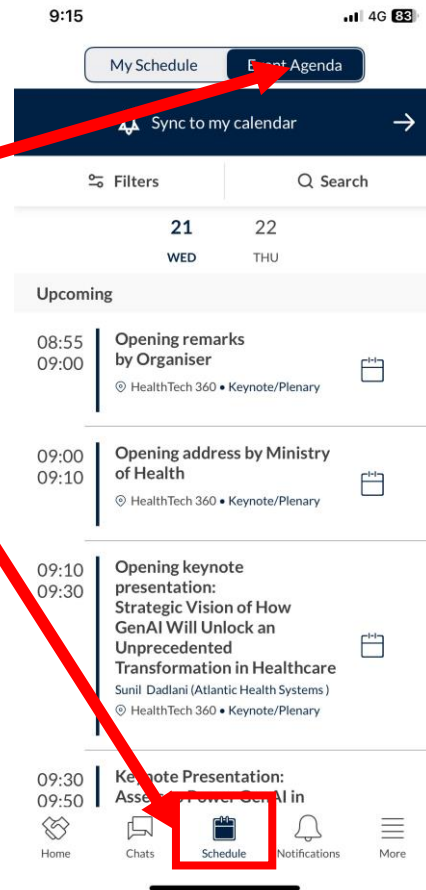 9:15
4G 83
My Schedule
Event Agenda
Sync to my calendar
Filters
Search
21
22
WED
THU
Upcoming
08:55
09:00
Opening remarks
by Organiser
HealthTech 360 • Keynote/Plenary
09:00
09:10
Opening address by Ministry
of Health
HealthTech 360 • Keynote/Plenary
09:10
09:30
Opening keynote
presentation:
Strategic Vision of How
GenAI Will Unlock an
Unprecedented
Transformation in Healthcare
Sunil Dadlani (Atlantic Health Systems )
HealthTech 360 • Keynote/Plenary
09:30
09:50
Keynote Presentation:
Power GenAI in
Home
Chats
Schedule
Notifications
More